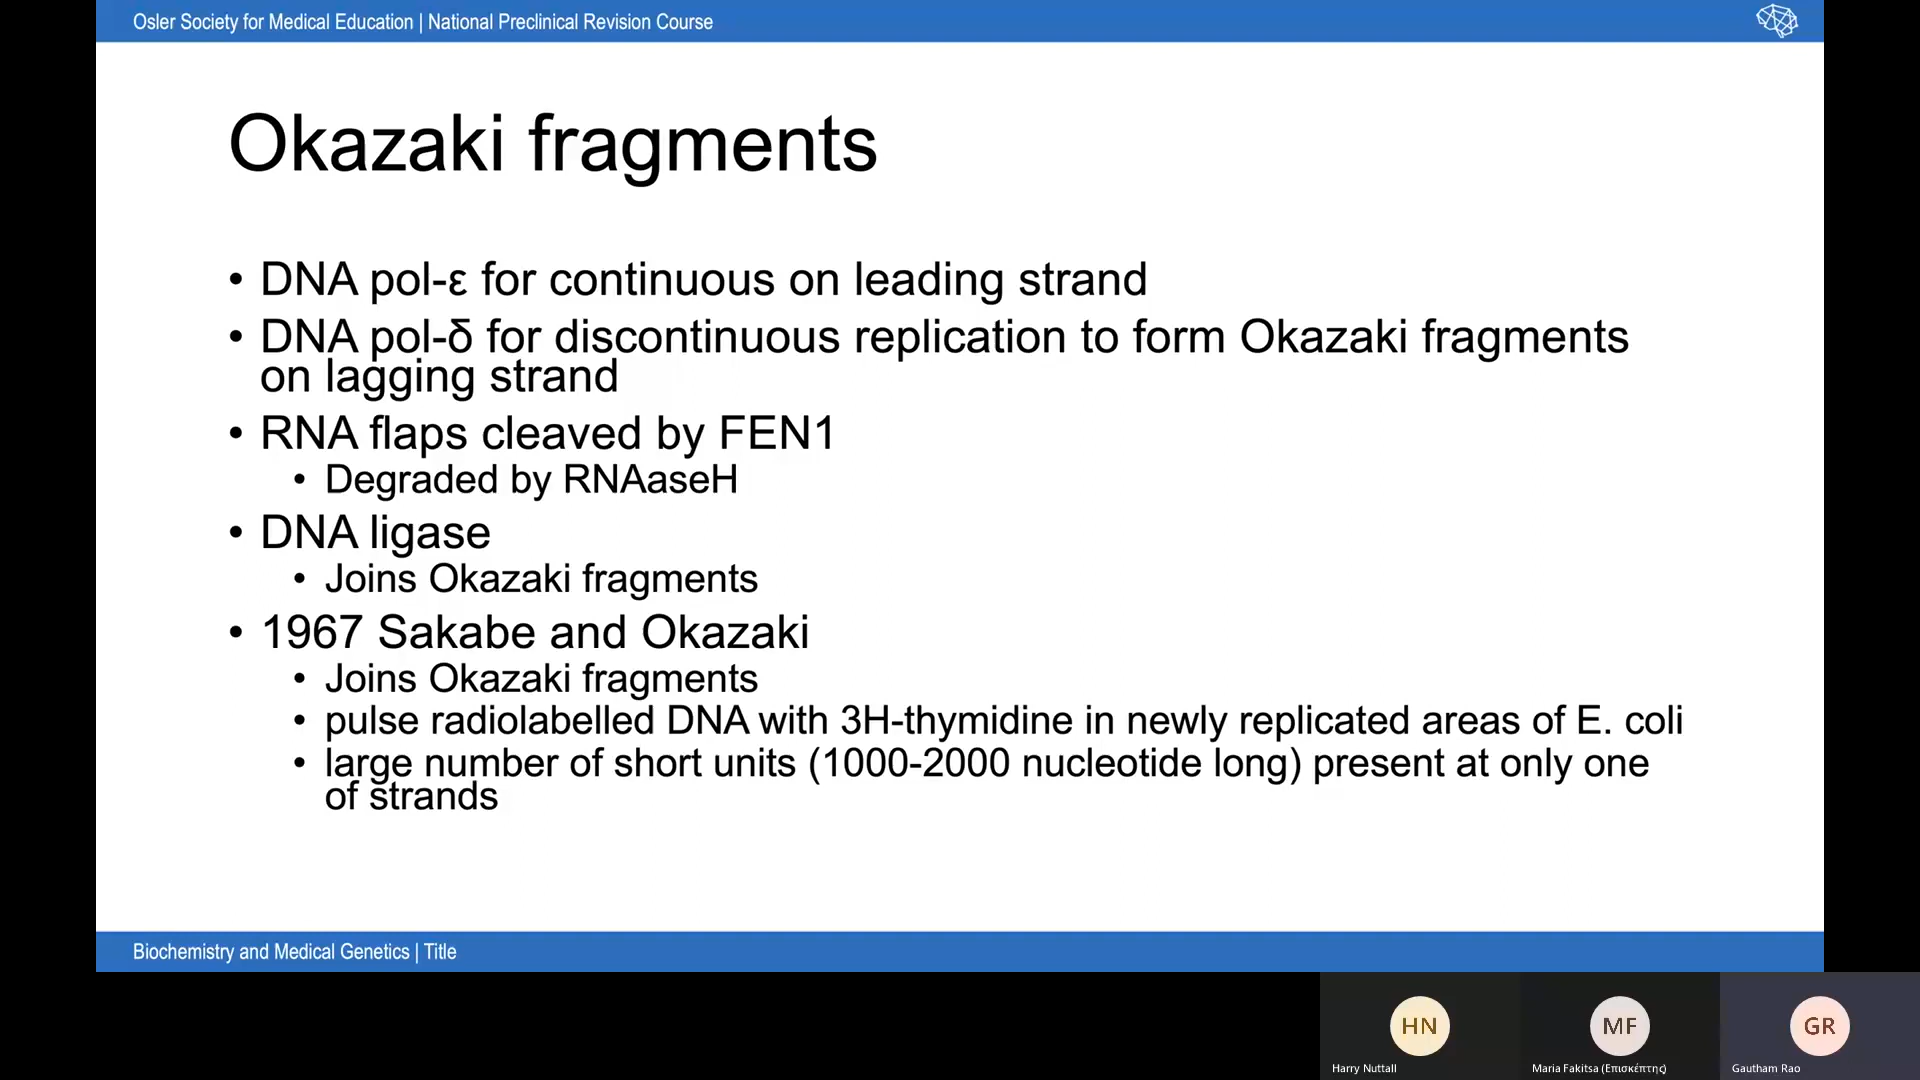 Osler Society for Medical Education | National Preclinical Revision Course
Okazaki fragments
• DNA pol-ε for continuous on leading strand
• DNA pol-δ for discontinuous replication to form Okazaki fragments
on lagging strand
• RNA flaps cleaved by FEN1
• Degraded by RNAaseH
• DNA ligase
• Joins Okazaki fragments
• 1967 Sakabe and Okazaki
• Joins Okazaki fragments
• pulse radiolabelled DNA with 3H-thymidine in newly replicated areas of E. coli
• large number of short units (1000-2000 nucleotide long) present at only one
of strands
Biochemistry and Medical Genetics | Title
HN
MF
GR
Harry Nuttall
Maria Fakitsa (Επισκέπτης)
Gautham Rao